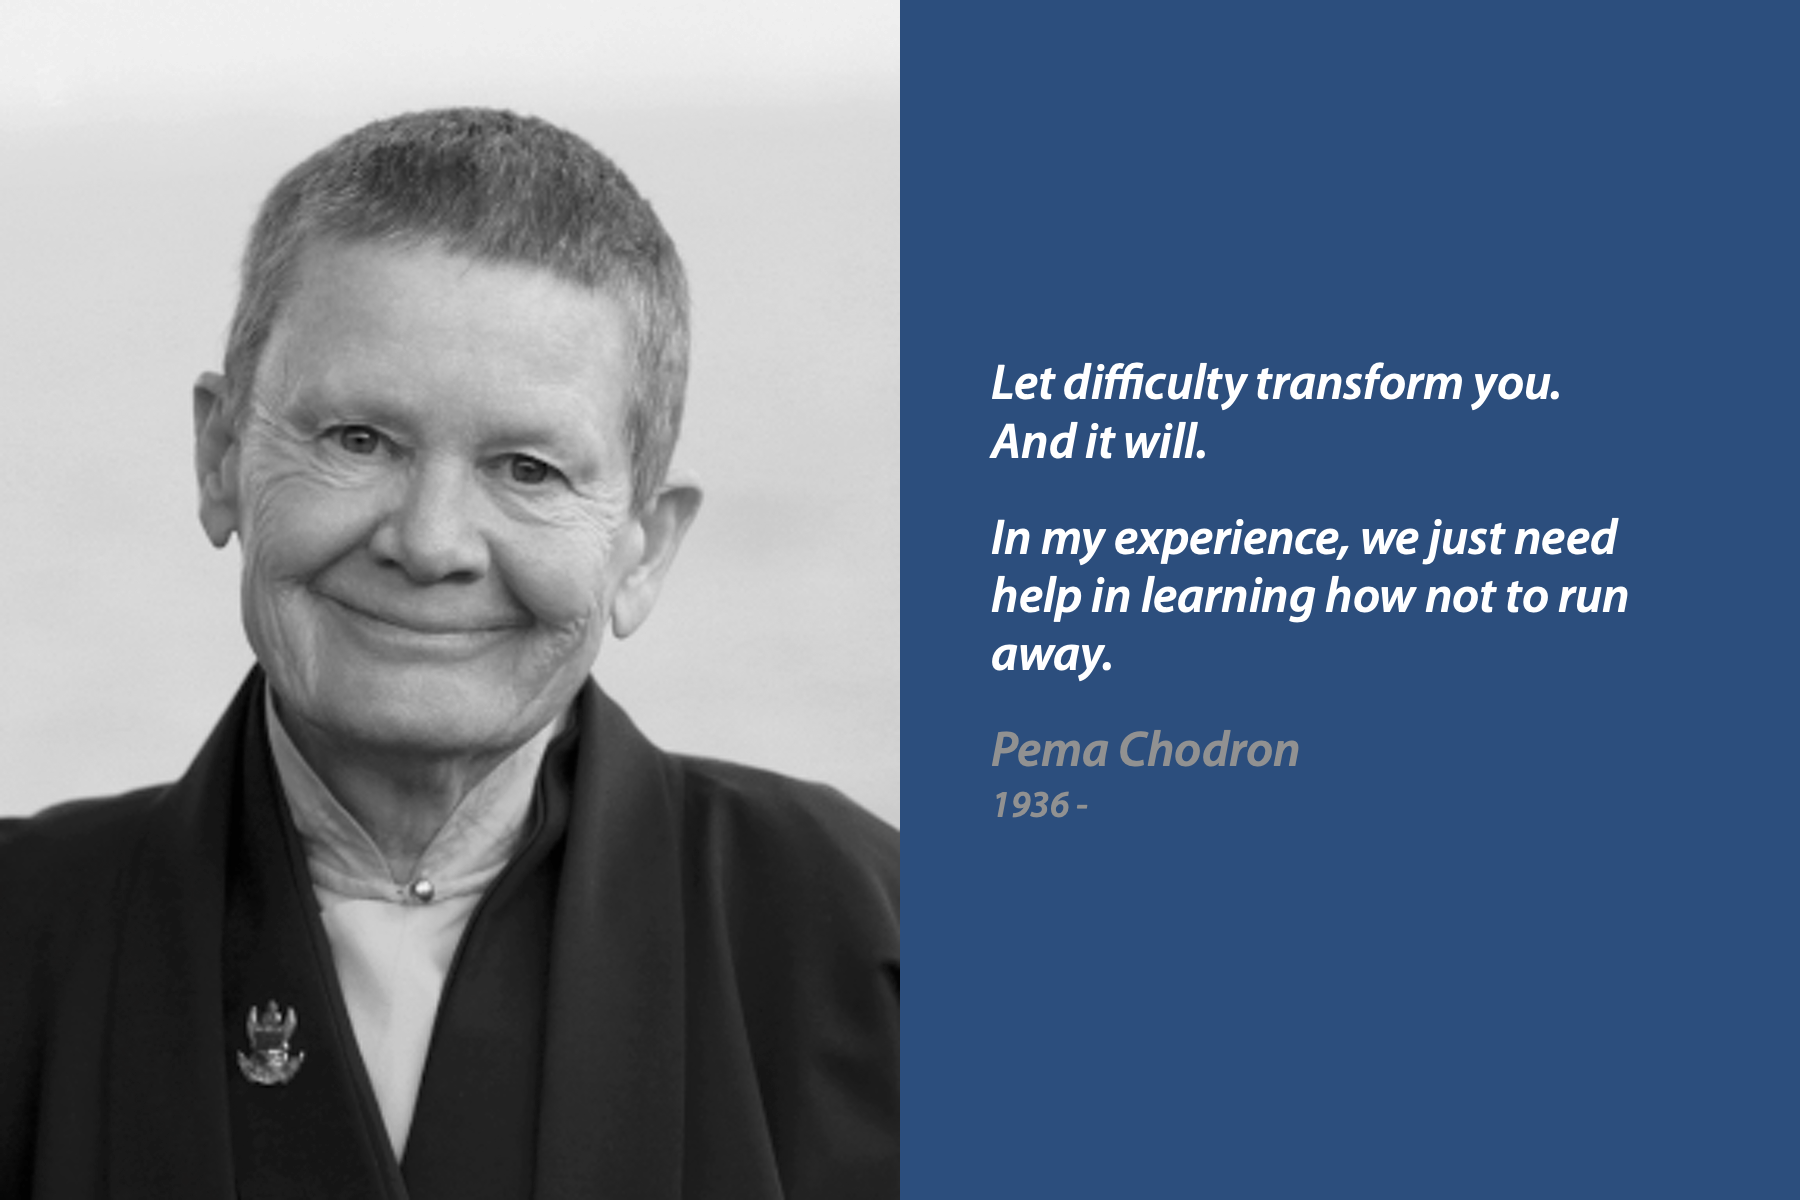 Let difficulty transform you.
And it will.
In my experience, we just need
help in learning how not to run
away.
Pema Chodron
1936 -